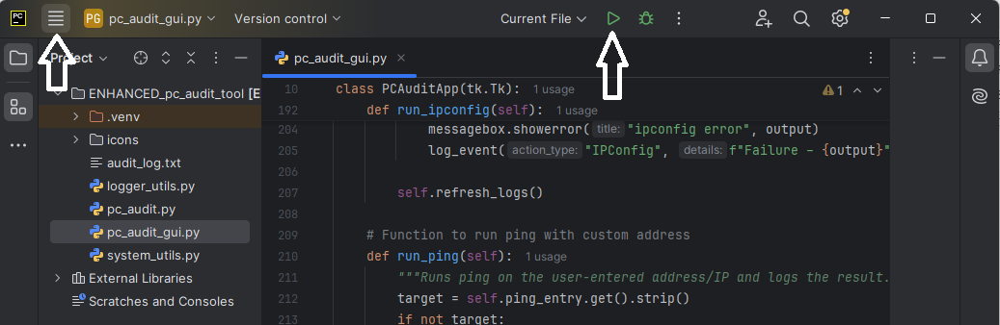 PC PG pc_audit_gui.py Version control Current File
Project
pc_audit_gui.py
ENHANCED_pc_audit_tool [E
.venv
icons
audit_log.txt
logger_utils.py
pc_audit.py
pc_audit_gui.py
system_utils.py
External Libraries
Scratches and Consoles
10 class PCAuditApp(tk.Tk): 1 usage
1
192 def run_ipconfig(self): 1 usage
204 messagebox.showerror( title: "ipconfig error", output)
205 log_event( action_type: "IPConfig", details: f"Failure - {output}"
206
207 self.refresh_logs()
208
209 # Function to run ping with custom address
210 def run_ping(self): 1 usage
211 """Runs ping on the user-entered address/IP and logs the result.
212 target = self.ping_entry.get().strip()
213 if not target: